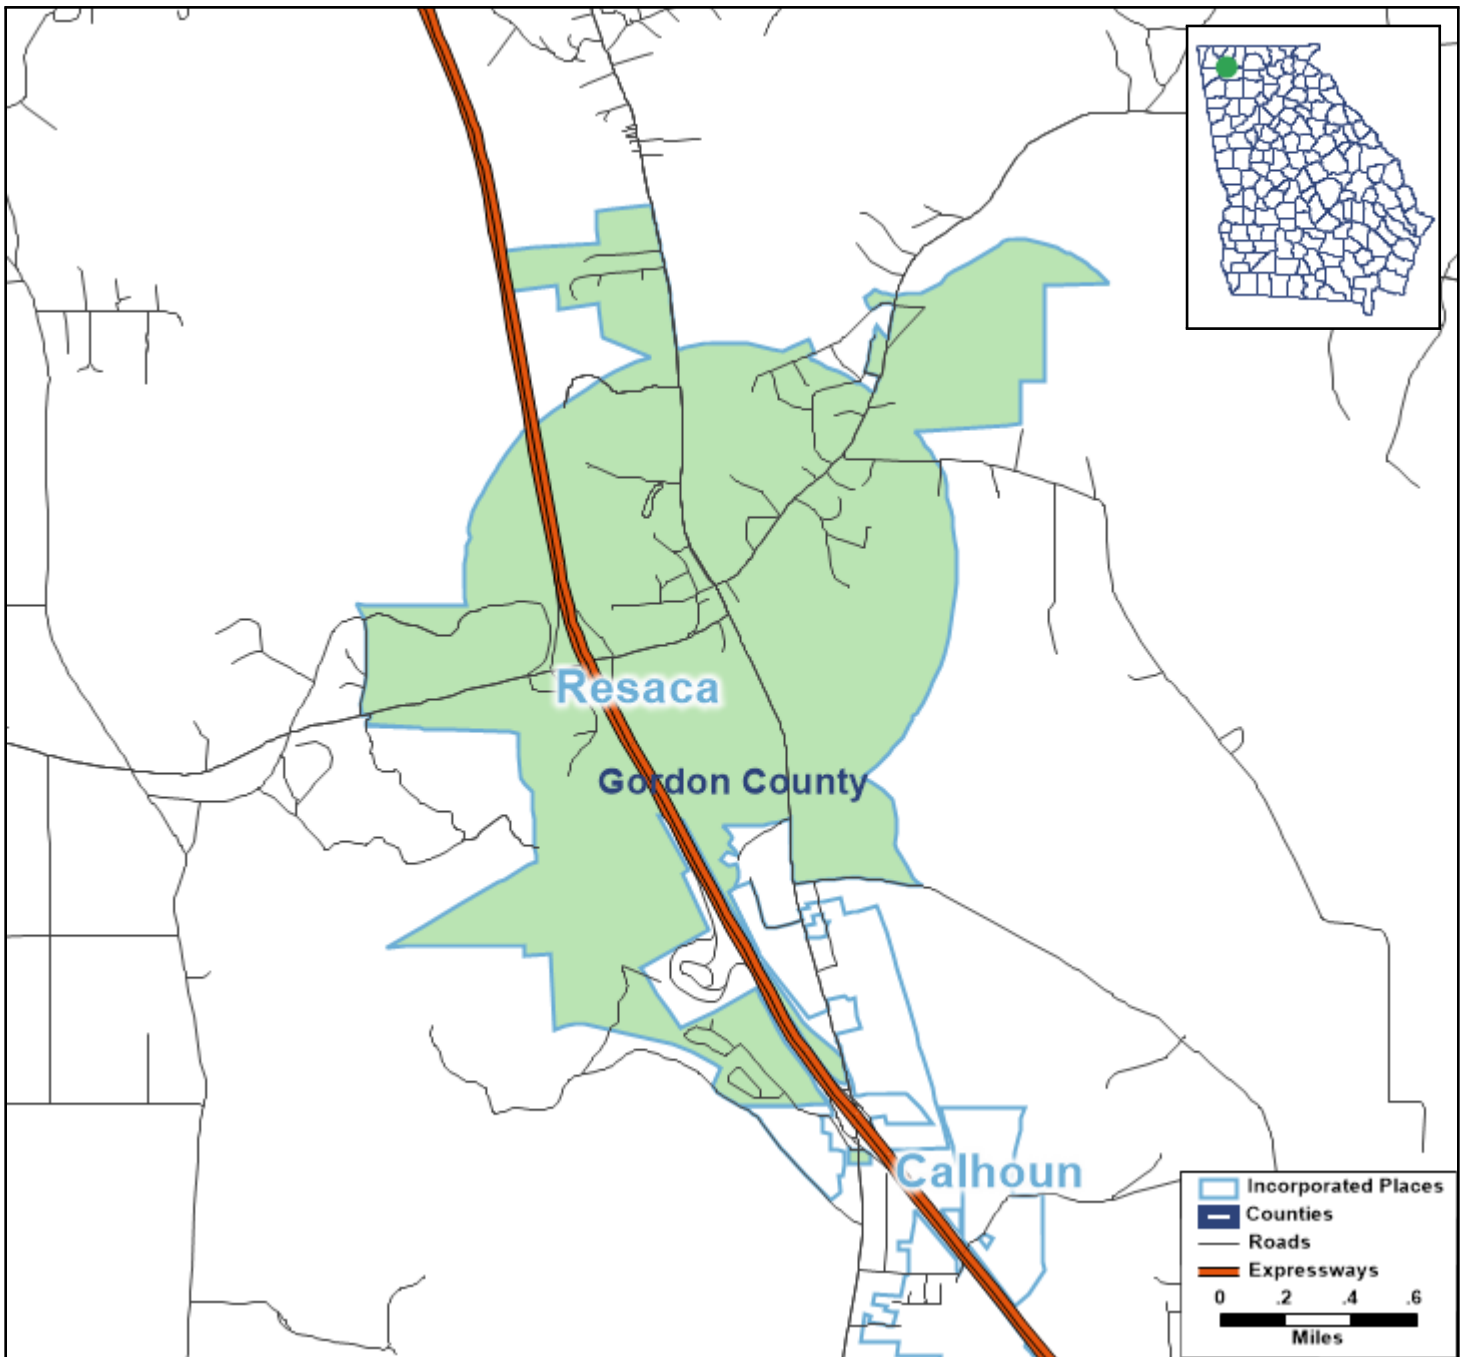 Resaca
Gordon County
Calhoun
Incorporated Places
Counties
Roads
Expressways
0 .2 .4 .6
Miles